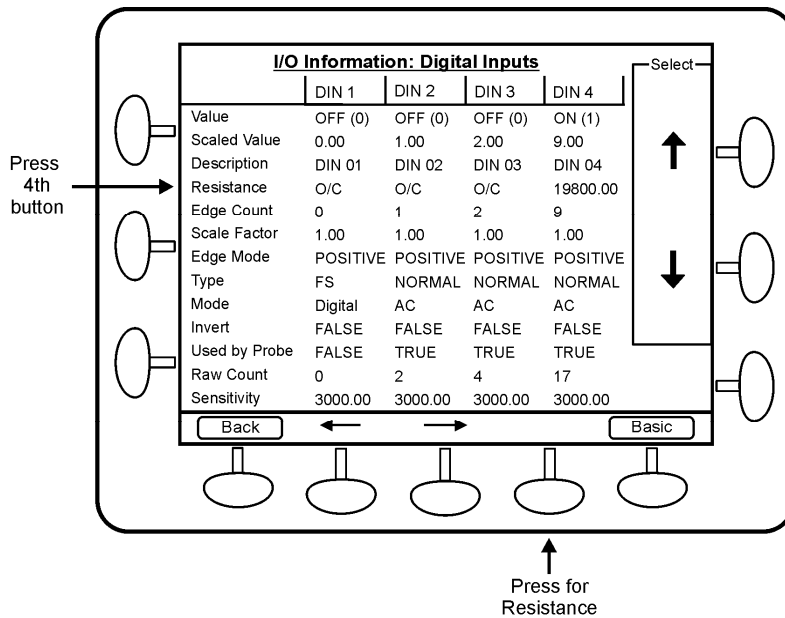 I/O Information: Digital Inputs
Select
DIN 1 DIN 2 DIN 3 DIN 4
Value OFF (0) OFF (0) OFF (0) ON (1)
Scaled Value 0.00 1.00 2.00 9.00
Description DIN 01 DIN 02 DIN 03 DIN 04
Resistance O/C O/C O/C 19800.00
Edge Count 0 1 2 9
Scale Factor 1.00 1.00 1.00 1.00
Edge Mode POSITIVE POSITIVE POSITIVE POSITIVE
Type FS NORMAL NORMAL NORMAL
Mode Digital AC AC AC
Invert FALSE FALSE FALSE FALSE
Used by Probe FALSE TRUE TRUE TRUE
Raw Count 0 2 4 17
Sensitivity 3000.00 3000.00 3000.00 3000.00
Back Basic
Press
4th
button
Press for
Resistance